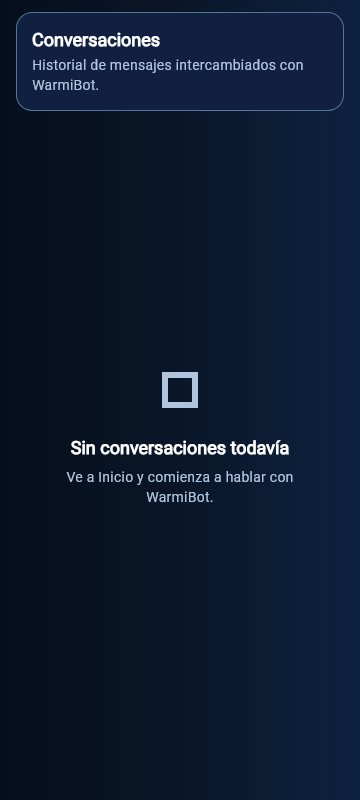 Conversaciones
Historial de mensajes intercambiados con
WarmiBot.
Sin conversaciones todavía
Ve a Inicio y comienza a hablar con
WarmiBot.